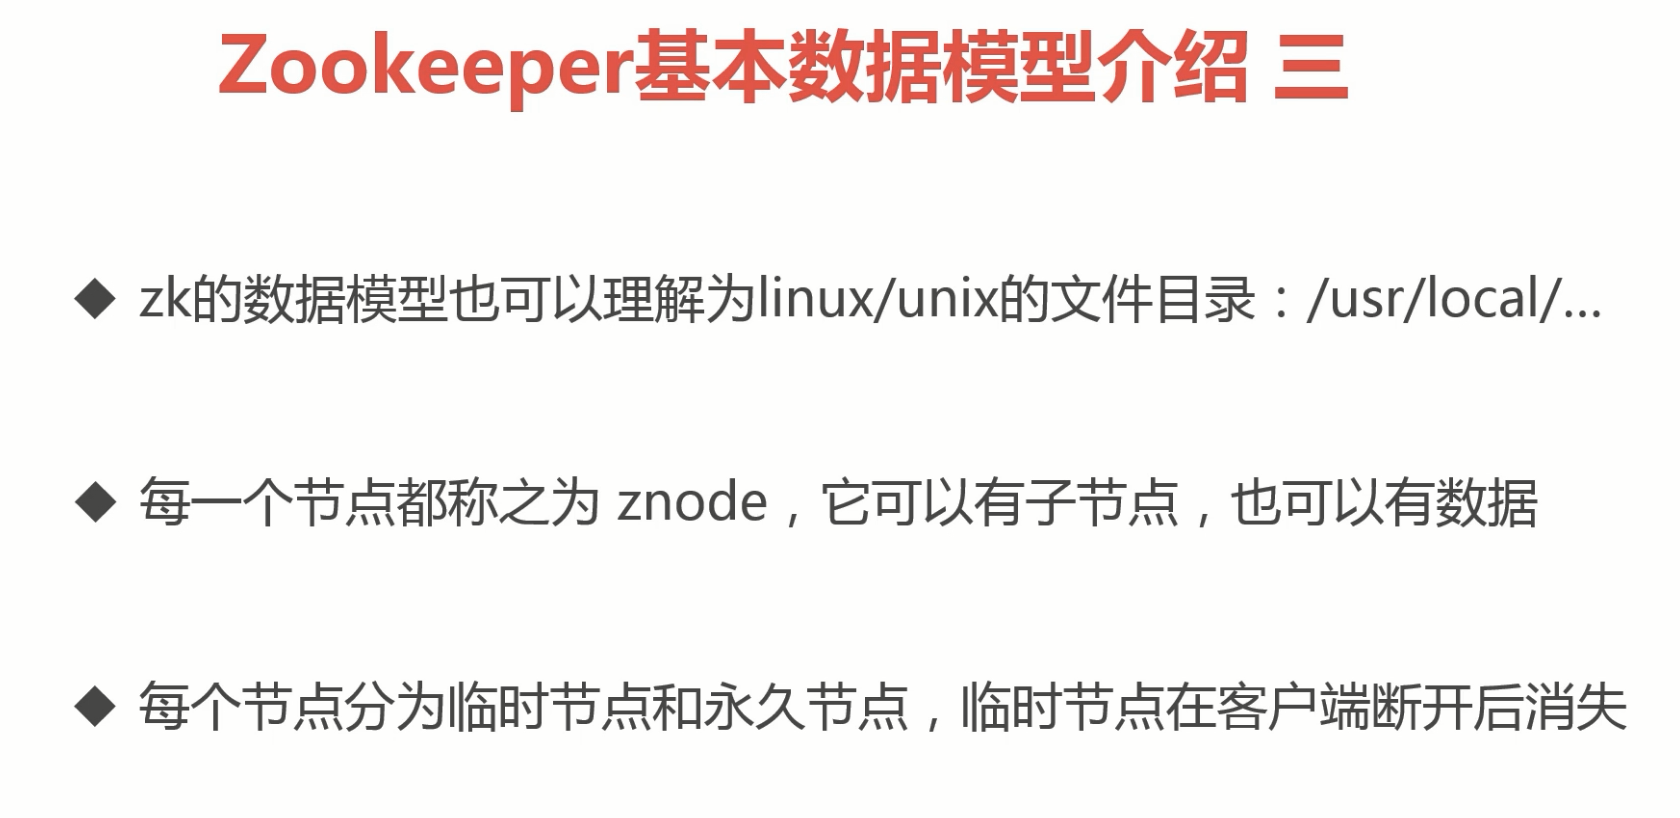 Zookeeper基本数据模型介绍 三
◆ zk的数据模型也可以理解为linux/unix的文件目录：/usr/local/...
◆ 每一个节点都称之为 znode，它可以有子节点，也可以有数据
◆ 每个节点分为临时节点和永久节点，临时节点在客户端断开后消失